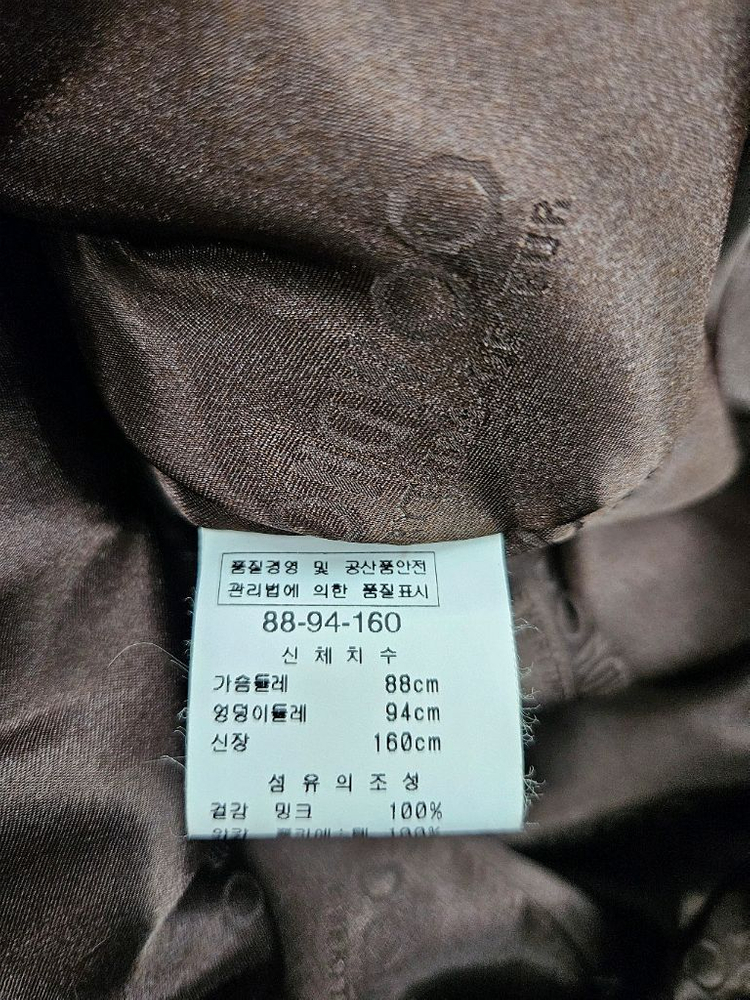 FUR
품질경영 및 공산품안전
관리법에 의한 품질표시
88-94-160
신 체 치 수
가슴둘레 88cm
엉덩이둘레 94cm
신장 160cm
섬 유 의 조 성
겉감 밍크 100%
100%